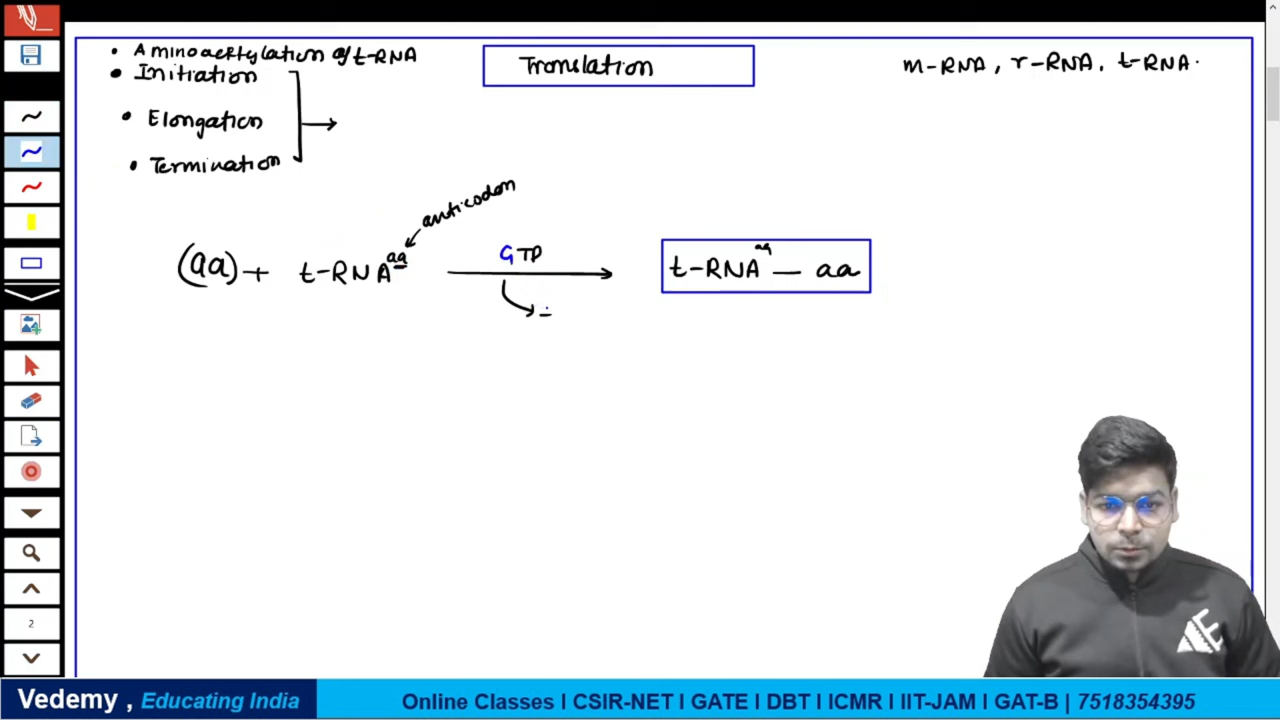 • Aminoacetylation of t-RNA
Translation
m-RNA, r-RNA, t-RNA.
• Initiation
• Elongation
• Termination
anticodon
(aa) + t-RNA^aa
GTP
t-RNA^aa — aa
2
Vedemy , Educating India
Online Classes I CSIR-NET I GATE I DBT I ICMR I IIT-JAM I GAT-B | 7518354395